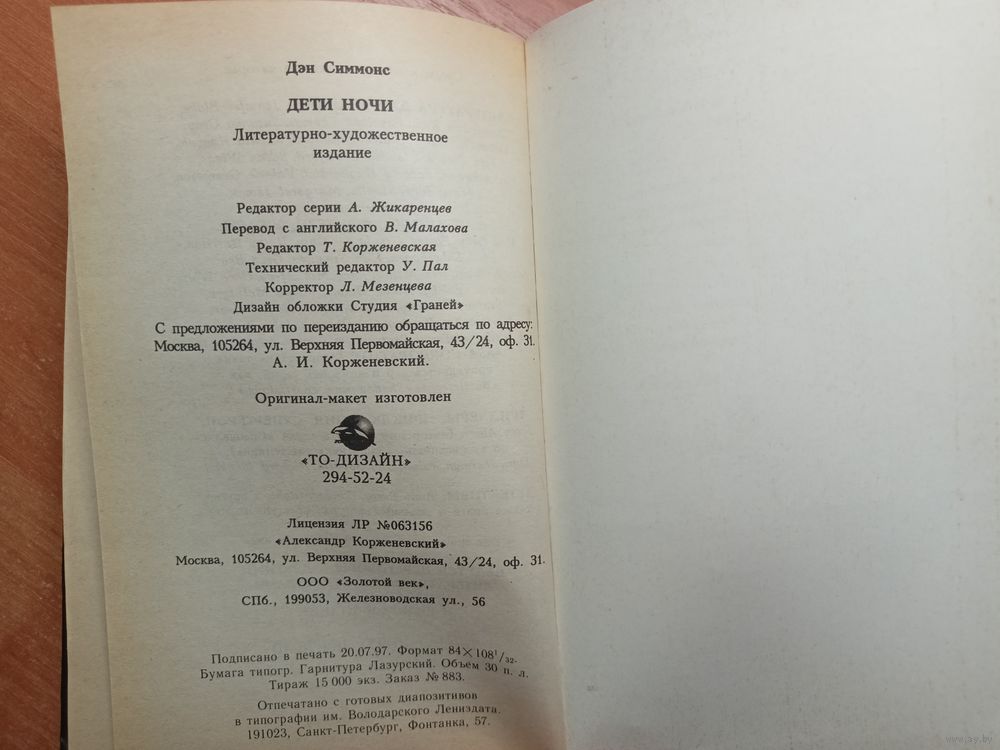 Дэн Симмонс
ДЕТИ НОЧИ
Литературно-художественное
издание
Редактор серии А. Жикаренцев
Перевод с английского В. Малахова
Редактор Т. Корженевская
Технический редактор У. Пал
Корректор Л. Мезенцева
Дизайн обложки Студия «Граней»
С предложениями по переизданию обращаться по адресу:
Москва, 105264, ул. Верхняя Первомайская, 43/24, оф. 31.
А. И. Корженевский.
Оригинал-макет изготовлен
«ТО-ДИЗАЙН»
294-52-24
Лицензия ЛР №063156
«Александр Корженевский»
Москва, 105264, ул. Верхняя Первомайская, 43/24, оф. 31.
ООО «Золотой век»,
СПб., 199053, Железноводская ул., 56
Подписано в печать 20.07.97. Формат 84×108¹/₃₂.
Бумага типогр. Гарнитура Лазурский. Объем 30 п. л.
Тираж 15 000 экз. Заказ № 883.
Отпечатано с готовых диапозитивов
в типографии им. Володарского Лениздата.
191023, Санкт-Петербург, Фонтанка, 57.
www.ay.by